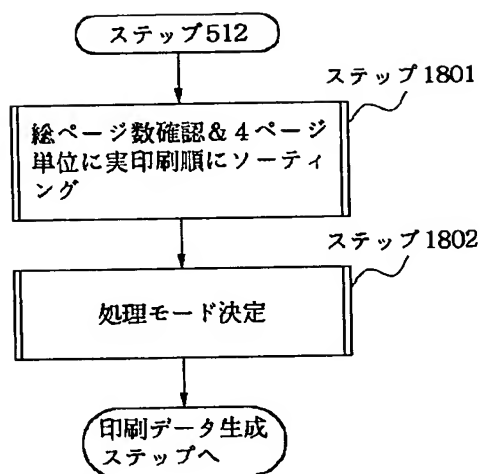 ステップ512
ステップ1801
総ページ数確認&4ページ
単位に実印刷順にソーティ
ング
ステップ1802
処理モード決定
印刷データ生成
ステップへ